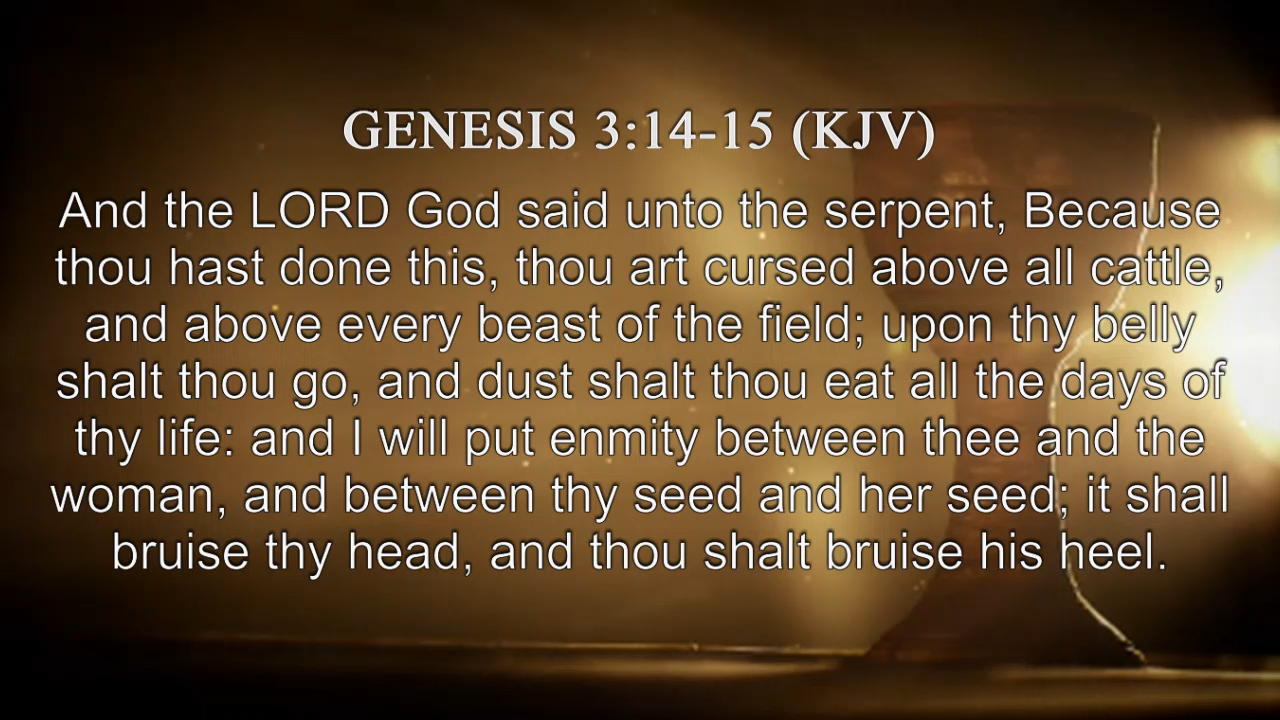 GENESIS 3:14-15 (KJV)
And the LORD God said unto the serpent, Because
thou hast done this, thou art cursed above all cattle,
and above every beast of the field; upon thy belly
shalt thou go, and dust shalt thou eat all the days of
thy life: and I will put enmity between thee and the
woman, and between thy seed and her seed; it shall
bruise thy head, and thou shalt bruise his heel.